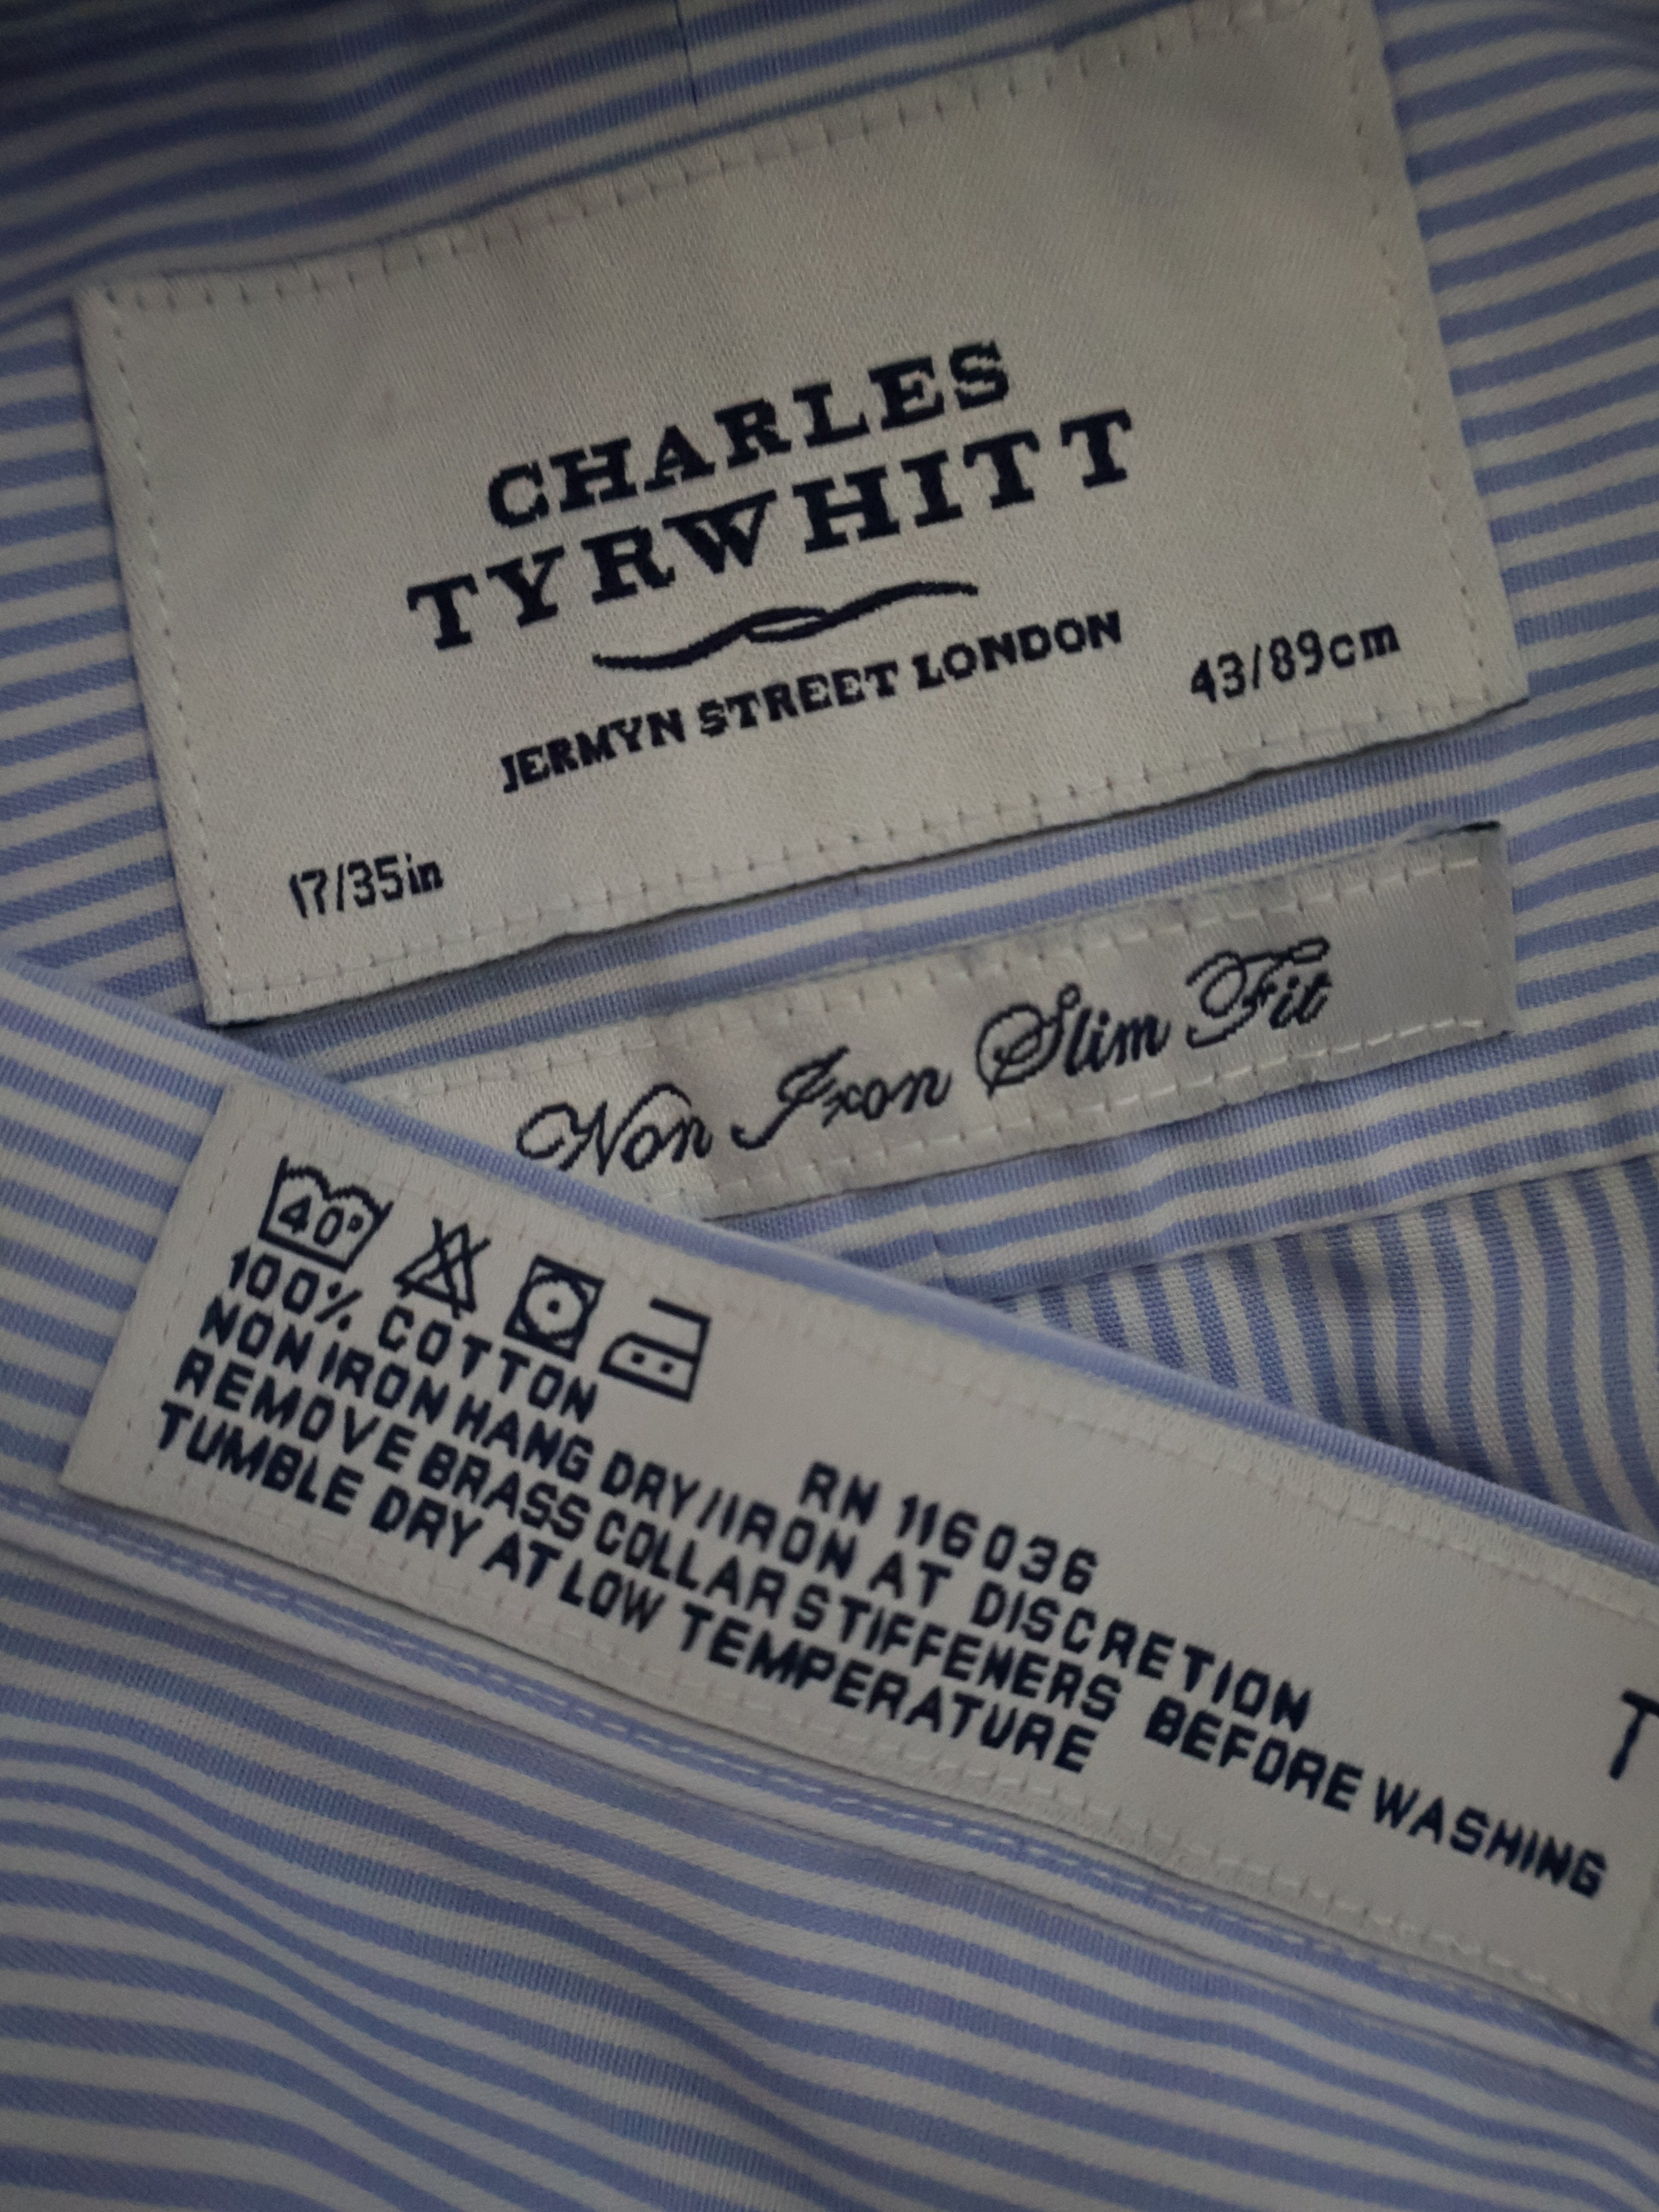 CHARLES
TYRWHITT
JERMYN STREET LONDON
17/35in
43/89cm
Non Iron Slim Fit
40°
100% COTTON
RN 116036
NON IRON HANG DRY/IRON AT DISCRETION
REMOVE BRASS COLLAR STIFFENERS BEFORE WASHING
TUMBLE DRY AT LOW TEMPERATURE
T